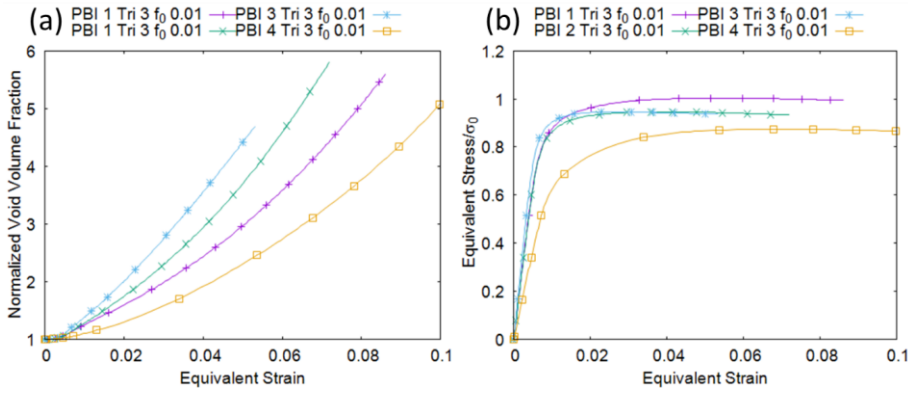 (a)
PBI 1 Tri 3 f0 0.01 PBI 3 Tri 3 f0 0.01
PBI 1 Tri 3 f0 0.01 PBI 4 Tri 3 f0 0.01
6
5
4
3
2
1
Normalized Void Volume Fraction
0 0.02 0.04 0.06 0.08 0.1
Equivalent Strain
(b)
PBI 1 Tri 3 f0 0.01 PBI 3 Tri 3 f0 0.01
PBI 2 Tri 3 f0 0.01 PBI 4 Tri 3 f0 0.01
1.2
1
0.8
0.6
0.4
0.2
0
Equivalent Stress/σ0
0 0.02 0.04 0.06 0.08 0.1
Equivalent Strain